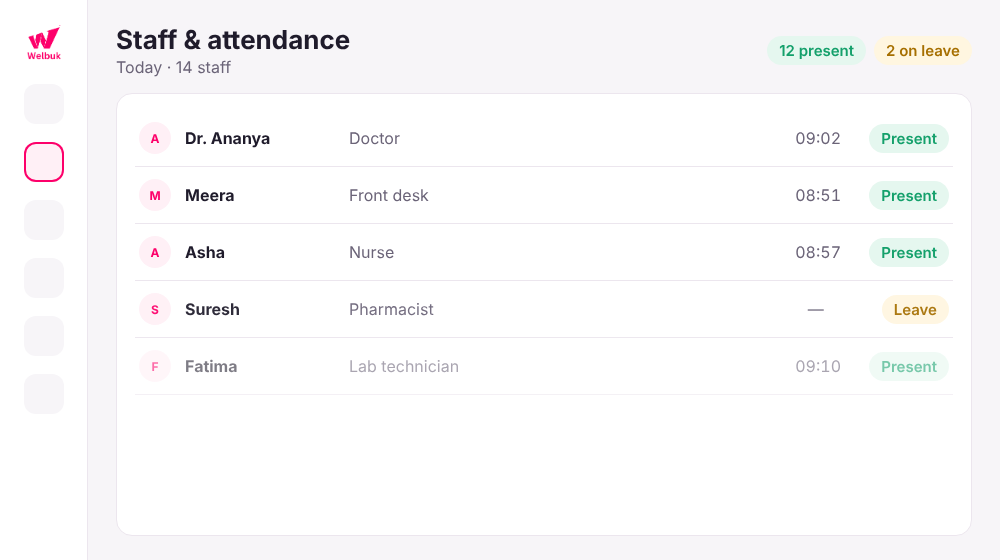 Welbuk
Staff & attendance
Today · 14 staff
12 present
2 on leave
A Dr. Ananya Doctor 09:02 Present
M Meera Front desk 08:51 Present
A Asha Nurse 08:57 Present
S Suresh Pharmacist — Leave
F Fatima Lab technician 09:10 Present